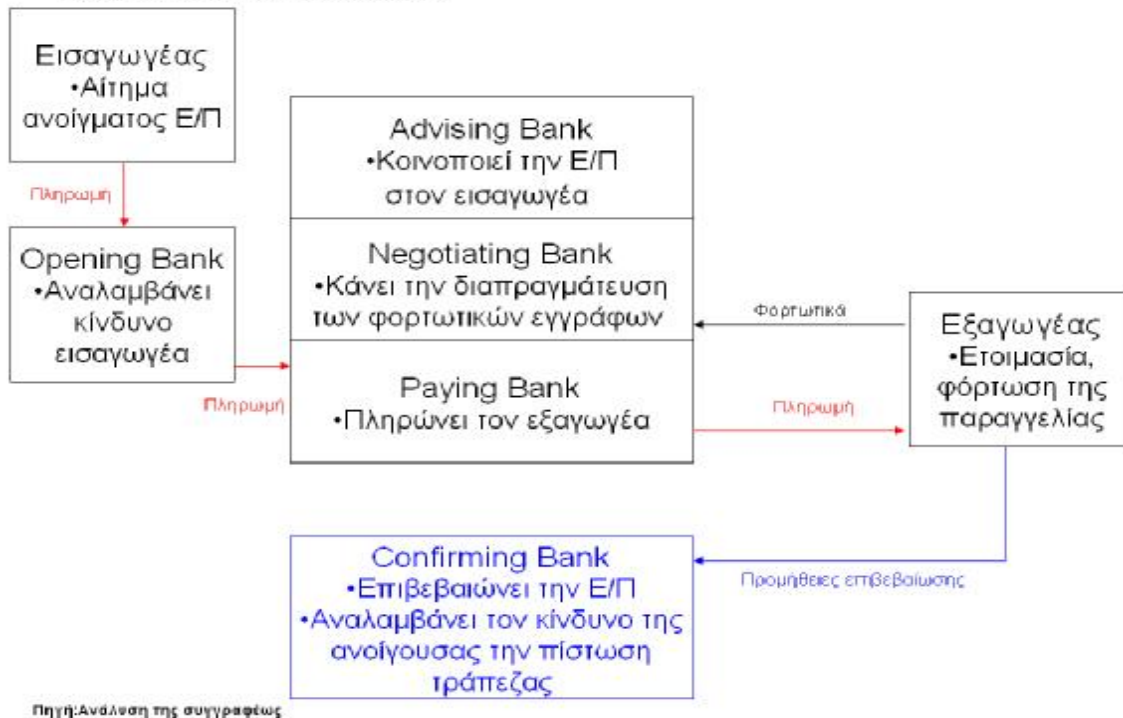 Εισαγωγέας
•Αίτημα
ανοίγματος Ε/Π
Πληρωμή
Opening Bank
•Αναλαμβάνει
κίνδυνο
εισαγωγέα
Πληρωμή
Advising Bank
•Κοινοποιεί την Ε/Π
στον εισαγωγέα
Negotiating Bank
•Κάνει την διαπραγμάτευση
των φορτωτικών εγγράφων
Paying Bank
•Πληρώνει τον εξαγωγέα
Φορτωτικά
Πληρωμή
Εξαγωγέας
•Ετοιμασία,
φόρτωση της
παραγγελίας
Confirming Bank
•Επιβεβαιώνει την Ε/Π
•Αναλαμβάνει τον κίνδυνο της
ανοίγουσας την πίστωση
τράπεζας
Προμήθειες επιβεβαίωσης
Πηγή:Ανάλυση της συγγραφέως